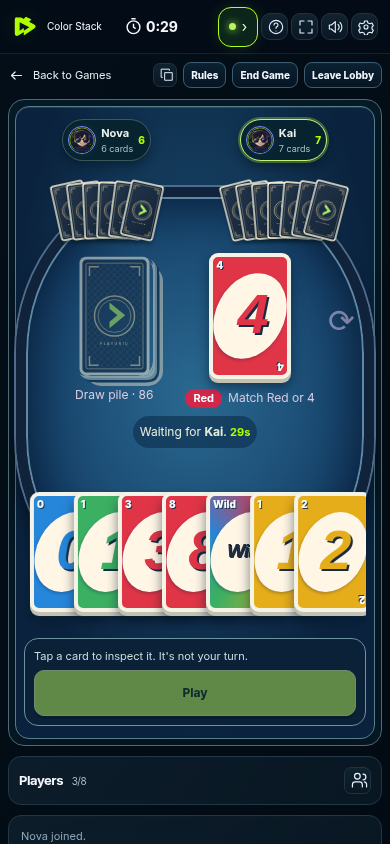 Color Stack
0:29
Back to Games
Rules
End Game
Leave Lobby
Nova
6 cards
6
Kai
7 cards
7
4
4
4
Draw pile · 86
Red
Match Red or 4
Waiting for Kai. 29s
0
0
1
1
3
3
8
8
Wild
Wi
1
1
2
2
2
Tap a card to inspect it. It's not your turn.
Play
Players 3/8
Nova joined.